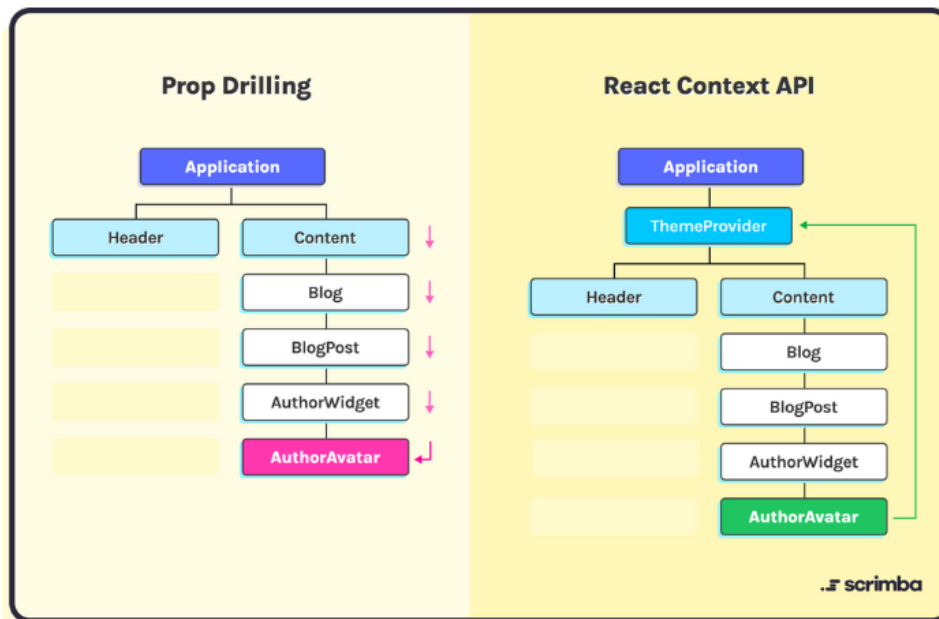 Prop Drilling
Application
Header
Content
Blog
BlogPost
AuthorWidget
AuthorAvatar
React Context API
Application
ThemeProvider
Header
Content
Blog
BlogPost
AuthorWidget
AuthorAvatar
scrimba